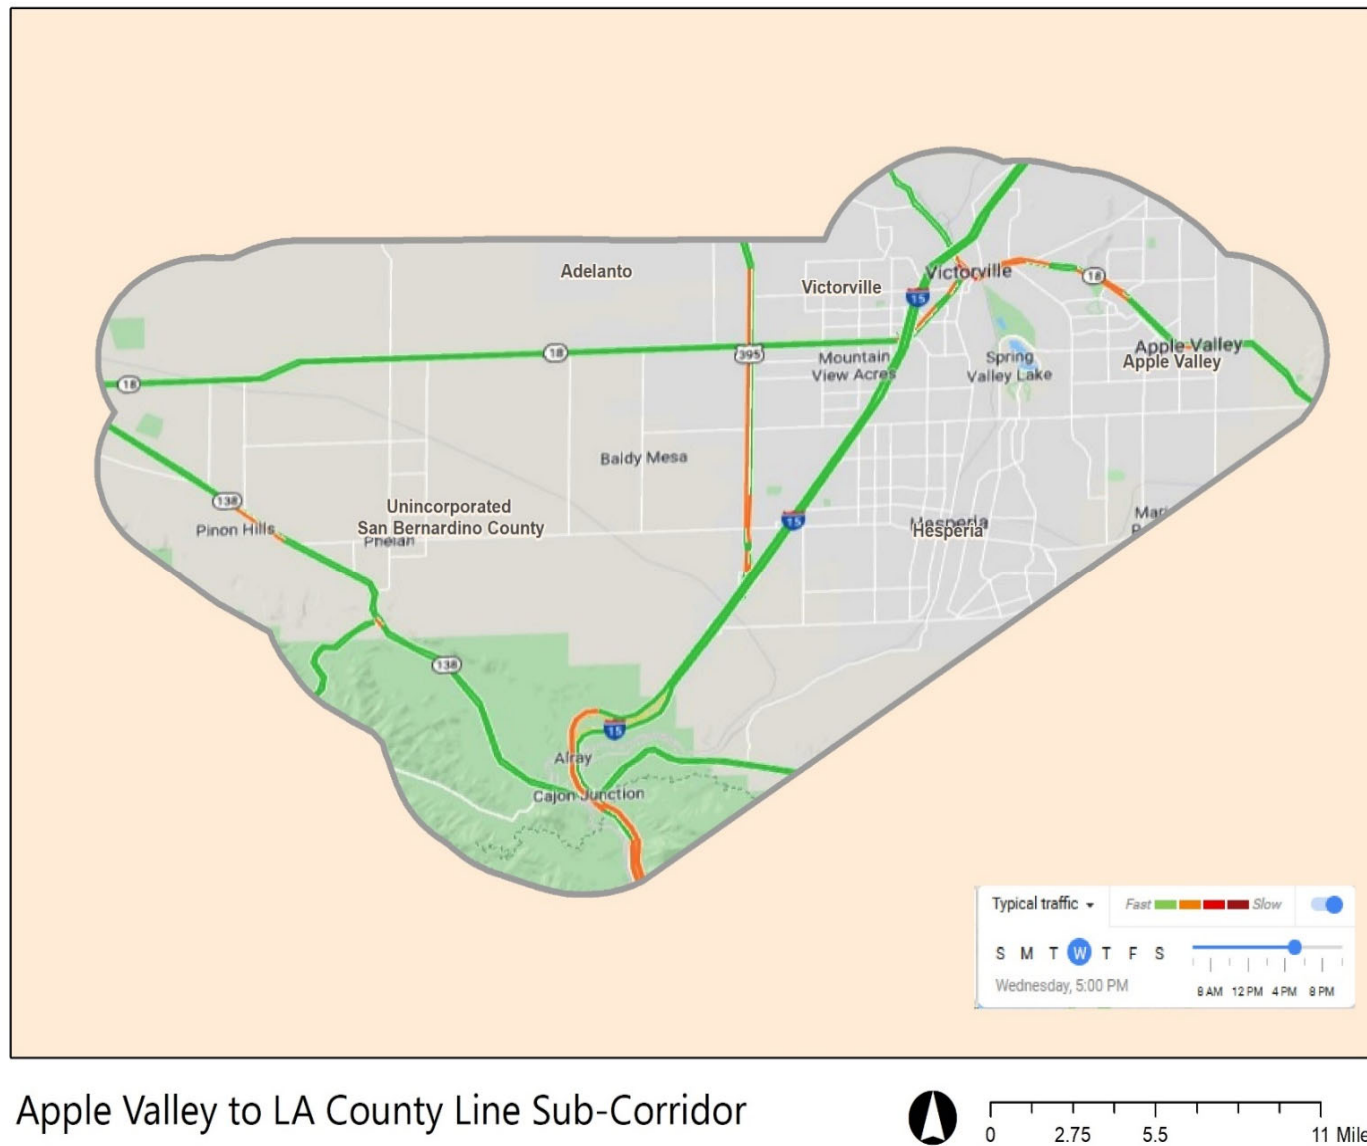 Adelanto
Victorville
Victorville
15
18
Apple Valley
Apple Valley
18
395
Mountain
View Acres
Spring
Valley Lake
18
Baldy Mesa
138
Pinon Hills
Unincorporated
San Bernardino County
Phelan
15
Hesperia
Hesperia
138
15
Alray
Cajon Junction
Typical traffic
Fast
Slow
S M T W T F S
Wednesday, 5:00 PM
8 AM 12 PM 4 PM 8 PM
Apple Valley to LA County Line Sub-Corridor
0 2.75 5.5 11 Mile